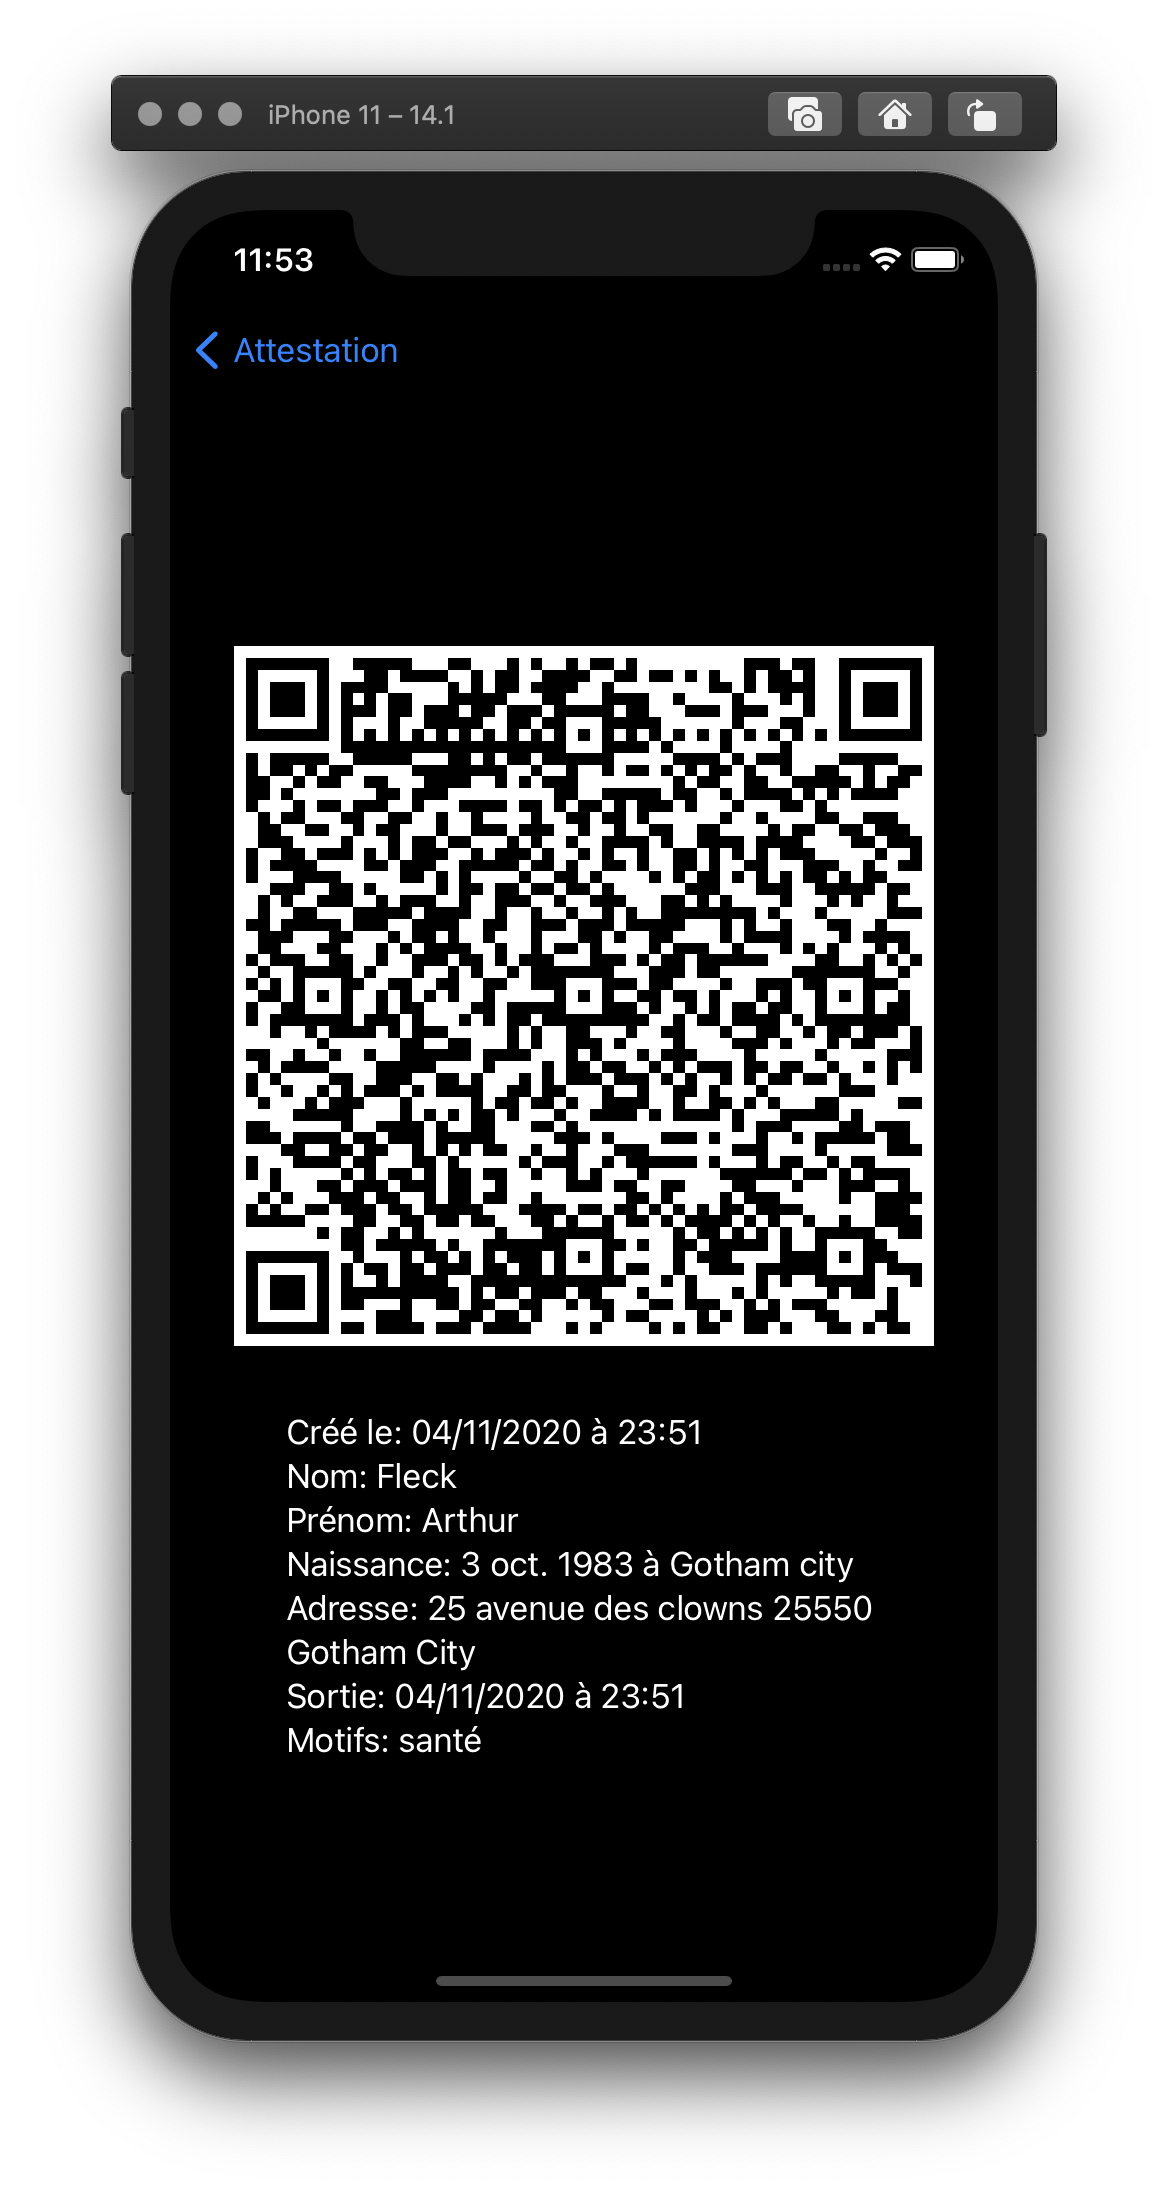 iPhone 11 – 14.1
11:53
Attestation
Créé le: 04/11/2020 à 23:51
Nom: Fleck
Prénom: Arthur
Naissance: 3 oct. 1983 à Gotham city
Adresse: 25 avenue des clowns 25550
Gotham City
Sortie: 04/11/2020 à 23:51
Motifs: santé